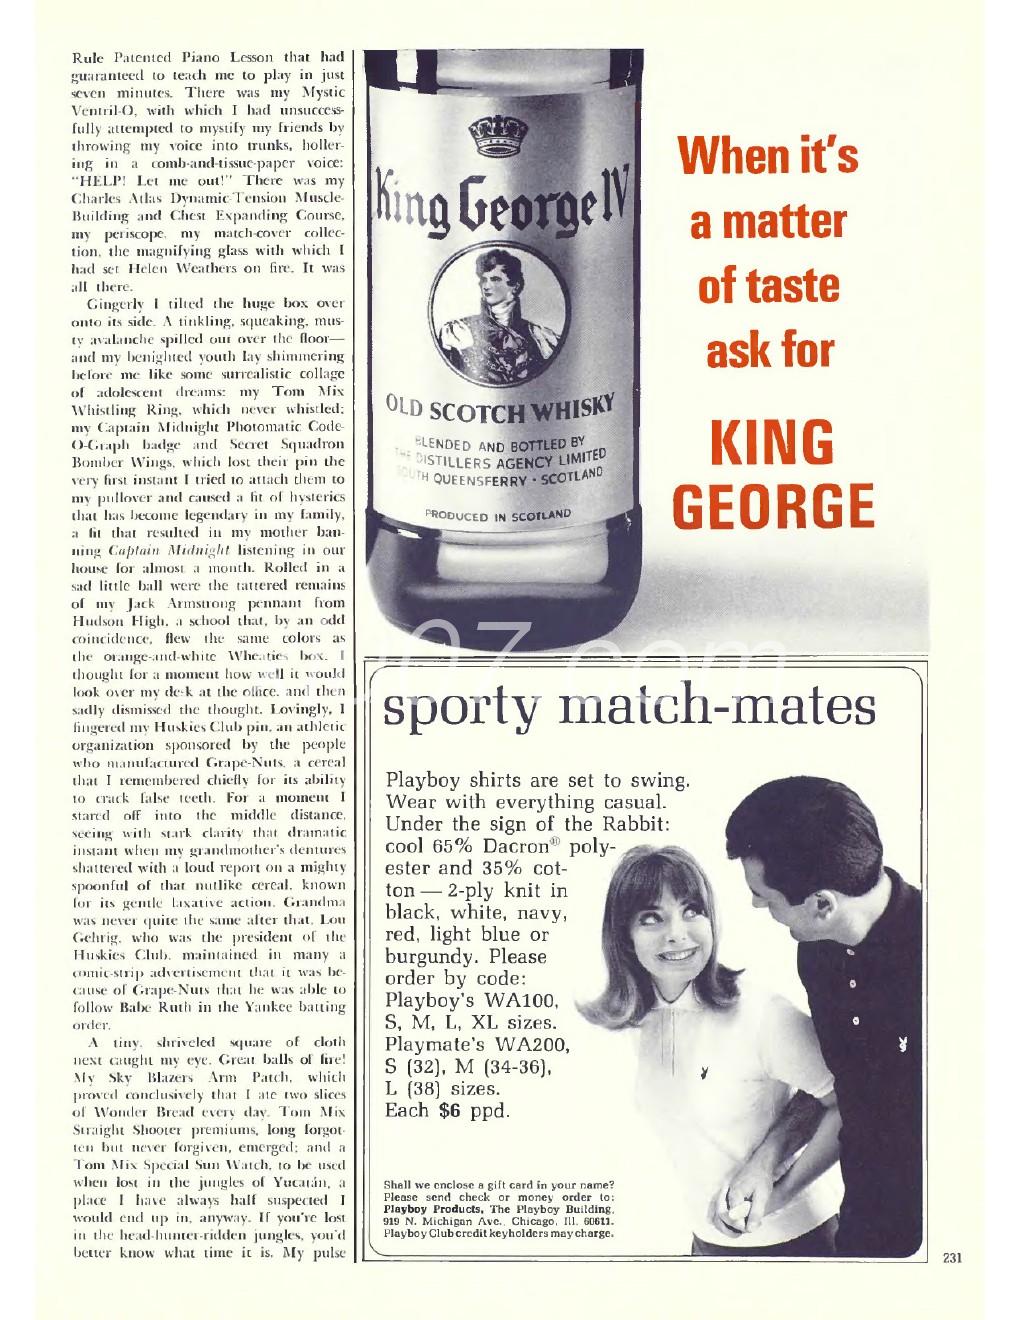 Rule Patented Piano Lesson that had
guaranteed to teach me to play in just
seven minutes. There was my Mystic
Ventril-O, with which I had unsuccess-
fully attempted to mystify my friends by
throwing my voice into trunks, holler-
ing in a comb-and-tissue-paper voice:
"HELP! Let me out!" There was my
Charles Atlas Dynamic-Tension Muscle-
Building and Chest Expanding Course,
my periscope, my match-cover collec-
tion, the magnifying glass with which I
had set Helen Weathers on fire. It was
all there.
Gingerly I tilted the huge box over
onto its side. A tinkling, squeaking, mus-
ty avalanche spilled out over the floor—
and my benighted youth lay shimmering
before me like some surrealistic collage
of adolescent dreams: my Tom Mix
Whistling Ring, which never whistled;
my Captain Midnight Photomatic Code-
O-Graph badge and Secret Squadron
Bomber Wings, which lost their pin the
very first instant I tried to attach them to
my pullover and caused a fit of hysterics
that has become legendary in my family,
a fit that resulted in my mother ban-
ning Captain Midnight listening in our
house for almost a month. Rolled in a
sad little ball were the tattered remains
of my Jack Armstrong pennant from
Hudson High, a school that, by an odd
coincidence, flew the same colors as
the orange-and-white Wheaties box. I
thought for a moment how well it would
look over my desk at the office, and then
sadly dismissed the thought. Lovingly, I
fingered my Huskies Club pin, an athletic
organization sponsored by the people
who manufactured Grape-Nuts, a cereal
that I remembered chiefly for its ability
to crack false teeth. For a moment I
stared off into the middle distance,
seeing with stark clarity that dramatic
instant when my grandmother's dentures
shattered with a loud report on a mighty
spoonful of that nutlike cereal, known
for its gentle laxative action. Grandma
was never quite the same after that. Lou
Gehrig, who was the president of the
Huskies Club, maintained in many a
comic-strip advertisement that it was be-
cause of Grape-Nuts that he was able to
follow Babe Ruth in the Yankee batting
order.
A tiny, shriveled square of cloth
next caught my eye. Great balls of fire!
My Sky Blazers Arm Patch, which
proved conclusively that I ate two slices
of Wonder Bread every day. Tom Mix
Straight Shooter premiums, long forgot-
ten but never forgiven, emerged; and a
Tom Mix Special Sun Watch, to be used
when lost in the jungles of Yucatán, a
place I have always half suspected I
would end up in, anyway. If you're lost
in the head-hunter-ridden jungles, you'd
better know what time it is. My pulse
King George IV
OLD SCOTCH WHISKY
BLENDED AND BOTTLED BY
THE DISTILLERS AGENCY LIMITED
SOUTH QUEENSFERRY · SCOTLAND
PRODUCED IN SCOTLAND
When it's
a matter
of taste
ask for
KING
GEORGE
sporty match-mates
Playboy shirts are set to swing.
Wear with everything casual.
Under the sign of the Rabbit:
cool 65% Dacron® poly-
ester and 35% cot-
ton — 2-ply knit in
black, white, navy,
red, light blue or
burgundy. Please
order by code:
Playboy's WA100,
S, M, L, XL sizes.
Playmate's WA200,
S (32), M (34-36),
L (38) sizes.
Each $6 ppd.
Shall we enclose a gift card in your name?
Please send check or money order to:
Playboy Products, The Playboy Building,
919 N. Michigan Ave., Chicago, Ill. 60611.
Playboy Club credit keyholders may charge.
231